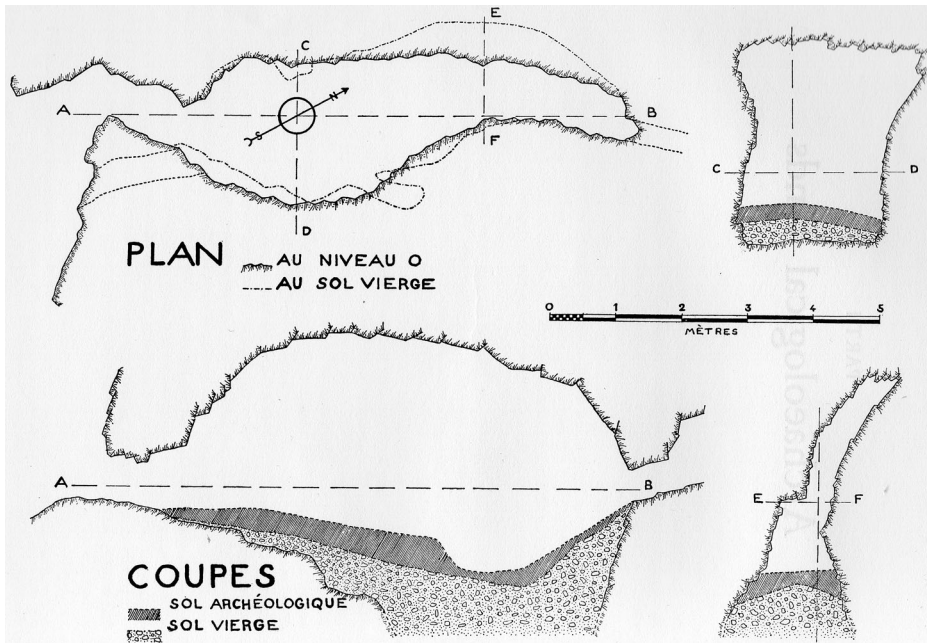 C
E
A
N
S
B
F
D
PLAN
AU NIVEAU O
AU SOL VIERGE
C
D
0 1 2 3 4 5
MÈTRES
A
B
E
F
COUPES
SOL ARCHÉOLOGIQUE
SOL VIERGE